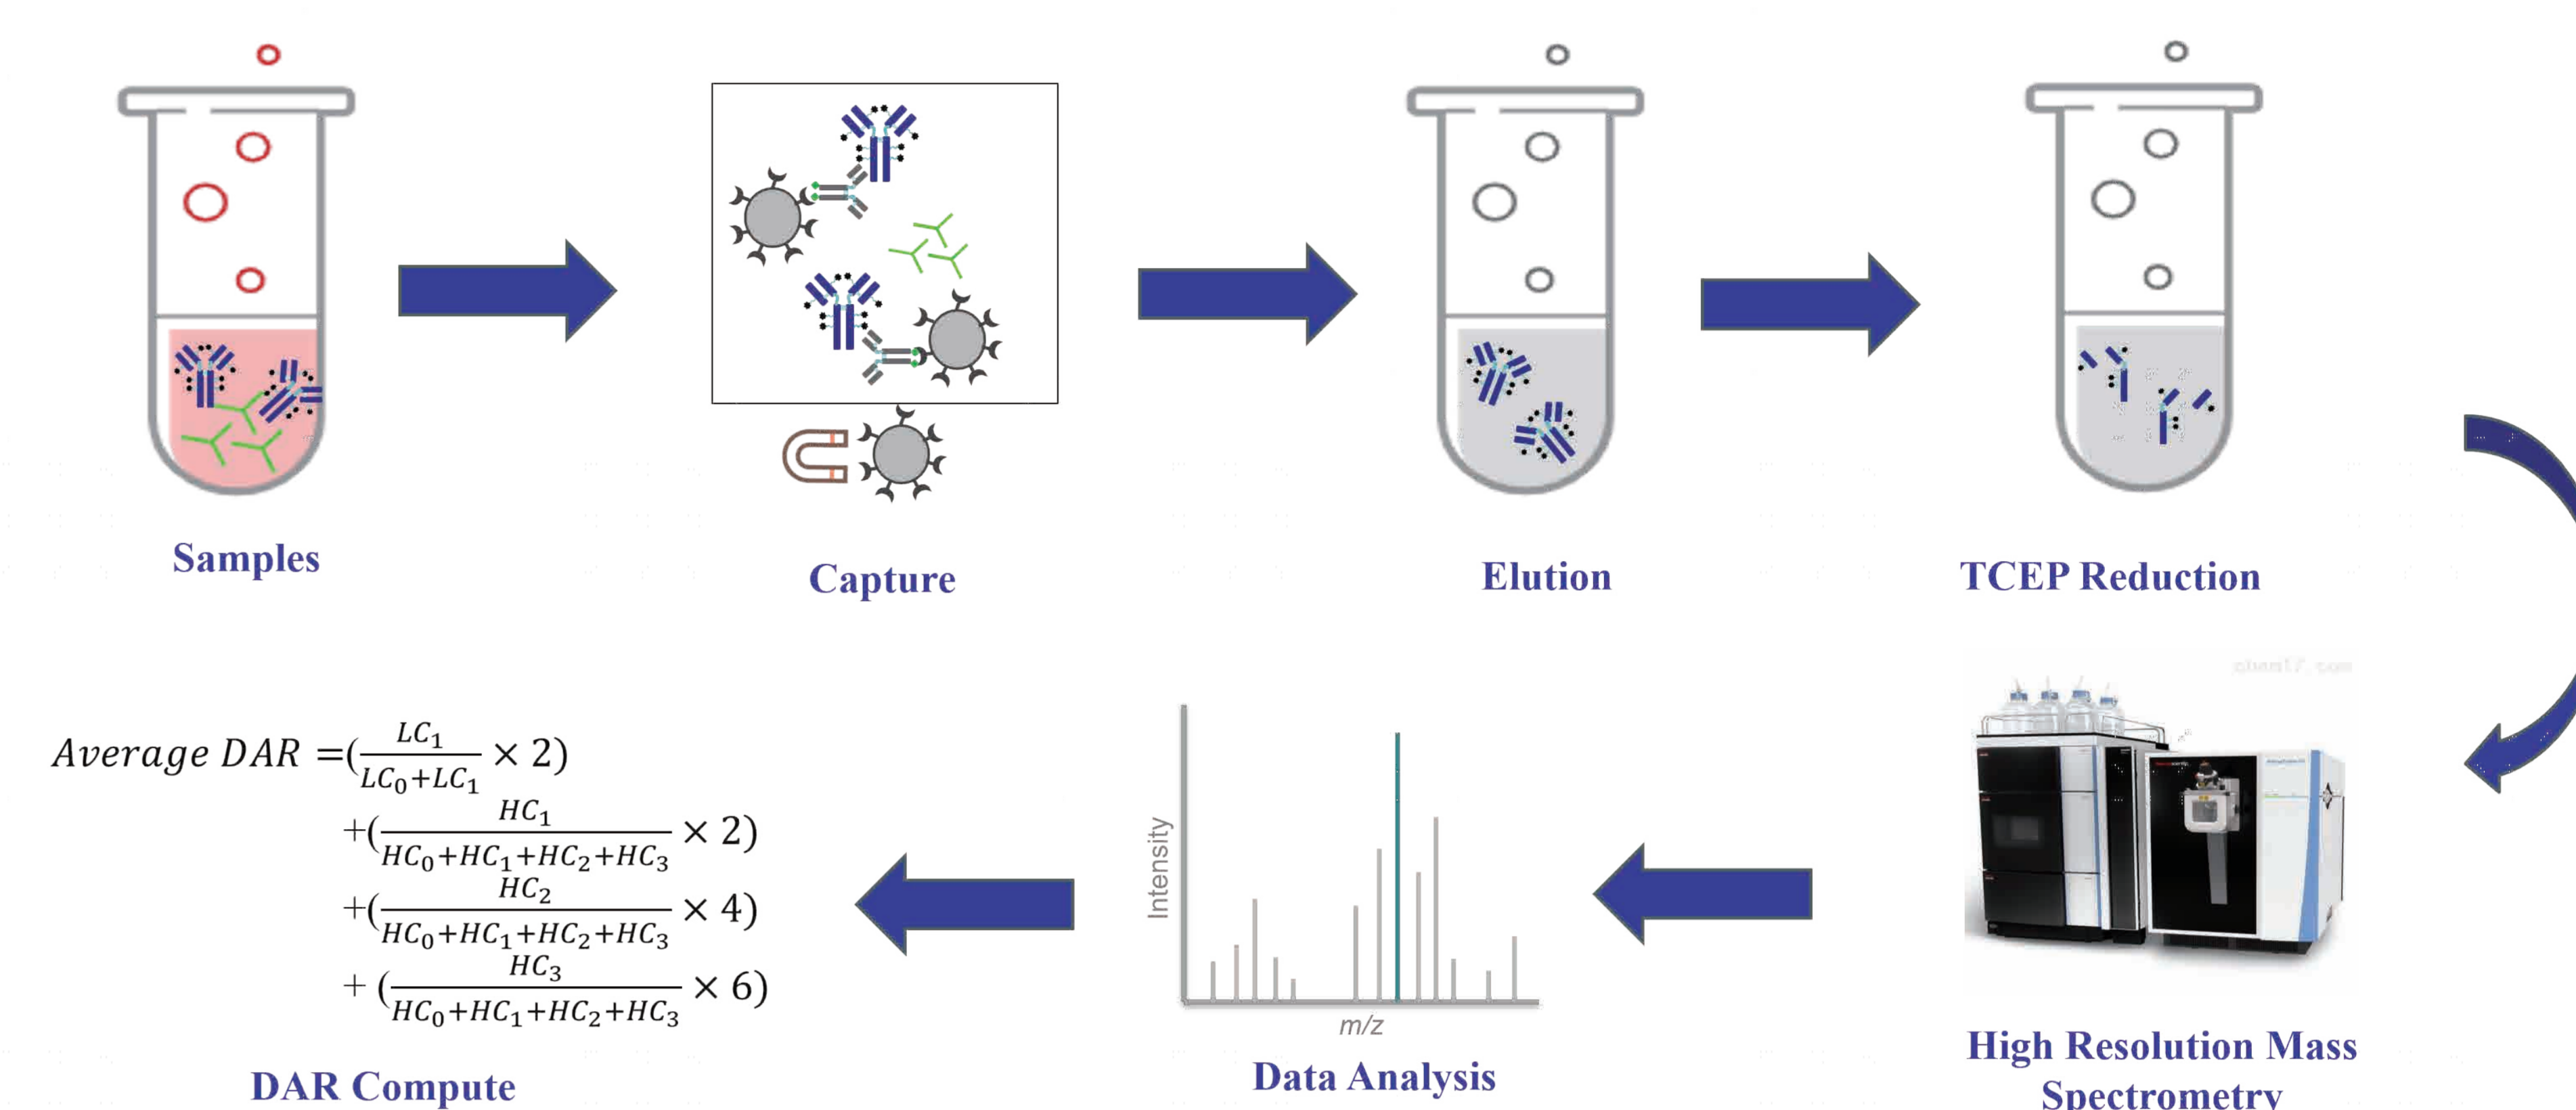 Samples
Capture
Elution
TCEP Reduction
Average DAR =(LC₁/(LC₀+LC₁) × 2)
+(HC₁/(HC₀+HC₁+HC₂+HC₃) × 2)
+(HC₂/(HC₀+HC₁+HC₂+HC₃) × 4)
+ (HC₃/(HC₀+HC₁+HC₂+HC₃) × 6)
DAR Compute
Intensity
m/z
Data Analysis
High Resolution Mass
Spectrometry